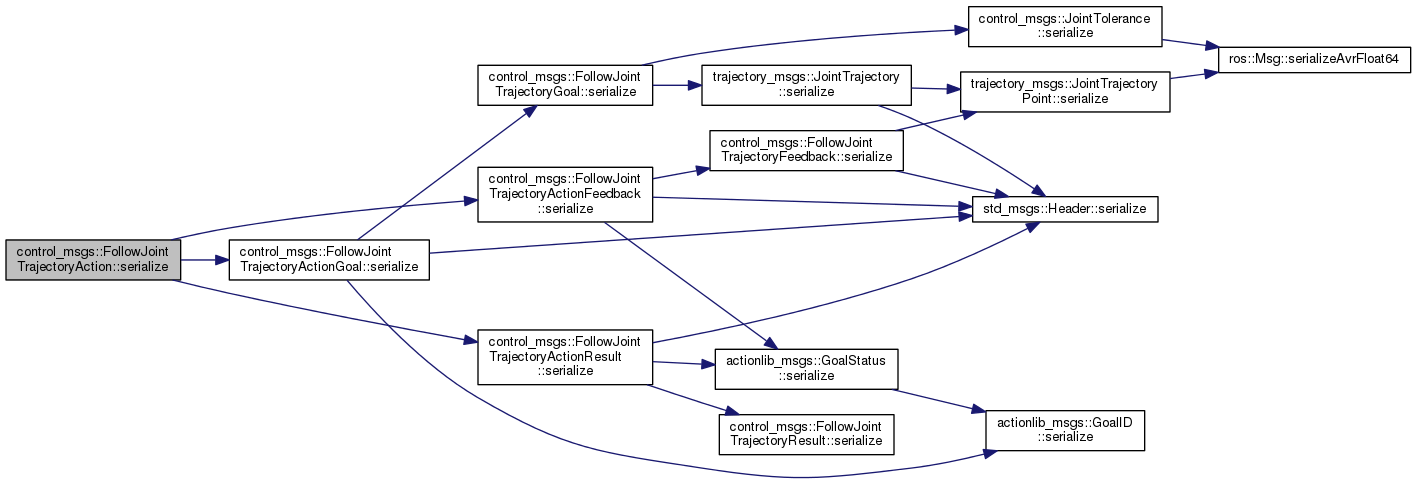 control_msgs::FollowJoint
TrajectoryAction::serialize
control_msgs::FollowJoint
TrajectoryActionGoal::serialize
control_msgs::FollowJoint
TrajectoryGoal::serialize
control_msgs::FollowJoint
TrajectoryActionFeedback
::serialize
control_msgs::FollowJoint
TrajectoryActionResult
::serialize
trajectory_msgs::JointTrajectory
::serialize
control_msgs::FollowJoint
TrajectoryFeedback::serialize
actionlib_msgs::GoalStatus
::serialize
control_msgs::FollowJoint
TrajectoryResult::serialize
control_msgs::JointTolerance
::serialize
trajectory_msgs::JointTrajectory
Point::serialize
std_msgs::Header::serialize
actionlib_msgs::GoalID
::serialize
ros::Msg::serializeAvrFloat64